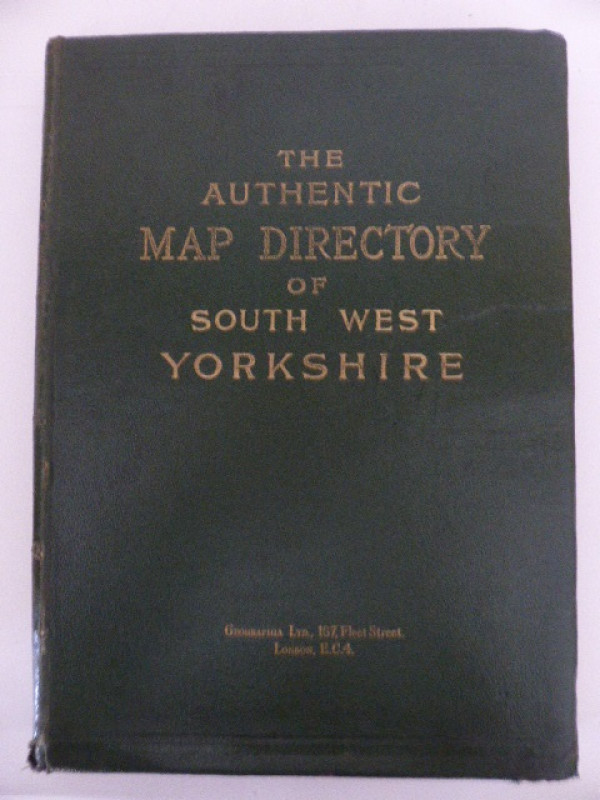 THE
AUTHENTIC
MAP DIRECTORY
OF
SOUTH WEST
YORKSHIRE
GEOGRAPHIA LTD., 167, Fleet Street.
LONDON, E.C.4.